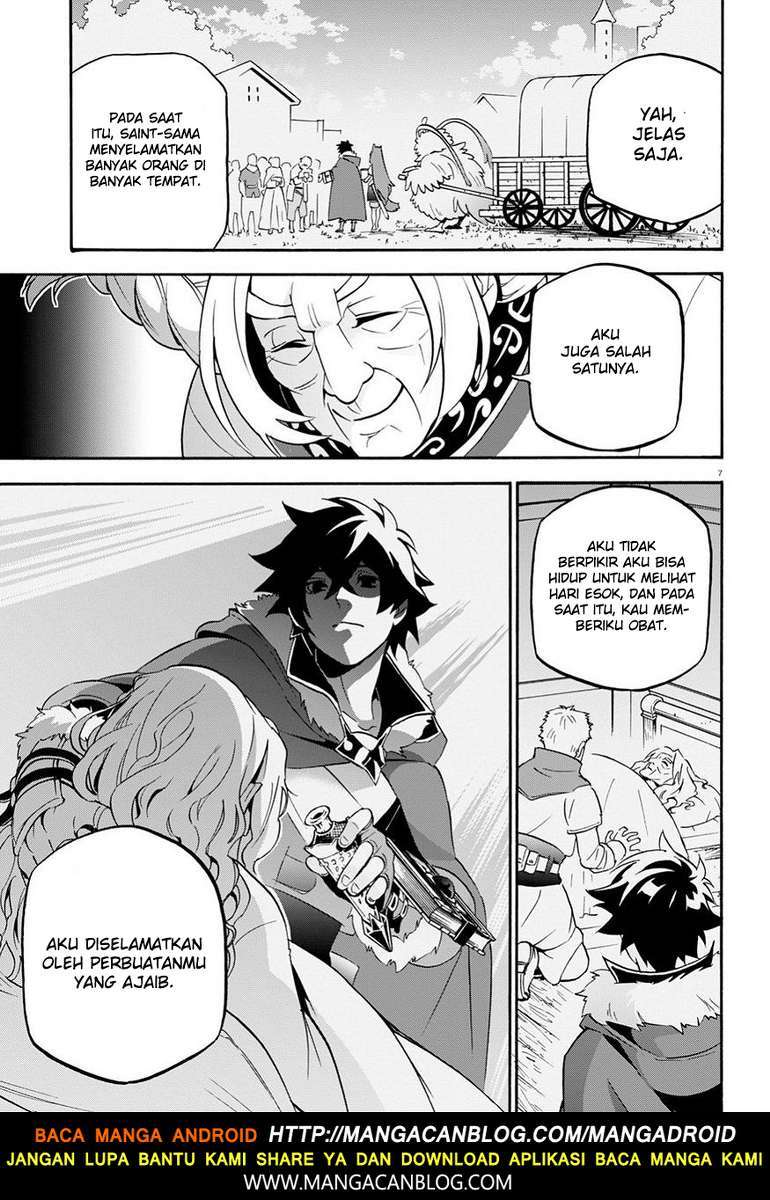 YAH,
JELAS
SAJA.
PADA SAAT
ITU, SAINT-SAMA
MENYELAMATKAN
BANYAK ORANG DI
BANYAK TEMPAT.
AKU
JUGA SALAH
SATUNYA.
7
AKU TIDAK
BERPIKIR AKU BISA
HIDUP UNTUK MELIHAT
HARI ESOK, DAN PADA
SAAT ITU, KAU MEM-
BERIKU OBAT.
AKU DISELAMATKAN
OLEH PERBUATANMU
YANG AJAIB.
BACA MANGA ANDROID HTTP://MANGACANBLOG.COM/MANGADROID
JANGAN LUPA BANTU KAMI SHARE YA DAN DOWNLOAD APLIKASI BACA MANGA KAMI
WWW.MANGACANBLOG.COM